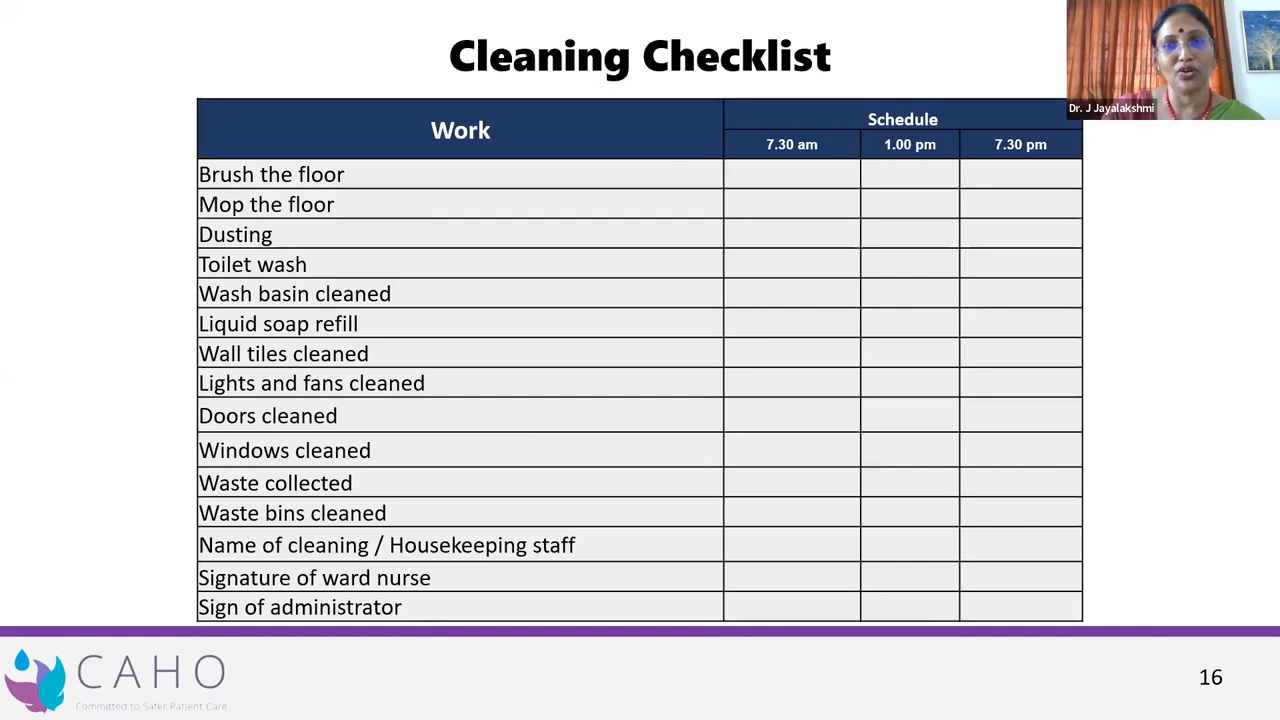 Cleaning Checklist
Dr. J Jayalakshmi
Work
Schedule
7.30 am
1.00 pm
7.30 pm
Brush the floor
Mop the floor
Dusting
Toilet wash
Wash basin cleaned
Liquid soap refill
Wall tiles cleaned
Lights and fans cleaned
Doors cleaned
Windows cleaned
Waste collected
Waste bins cleaned
Name of cleaning / Housekeeping staff
Signature of ward nurse
Sign of administrator
CAHO
Committed to Safer Patient Care
16